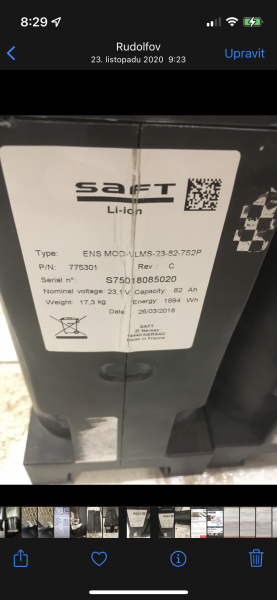 8:29
Rudolfov
23. listopadu 2020 9:23
Upravit
SAFT
Li-ion
Type: ENS MOD-VLMS-23-82-7S2P
P/N: 775301 Rev : C
Serial n°: S75018085020
Nominal voltage: 23,1 V Capacity: 82 Ah
Weight: 17,3 kg Energy: 1894 Wh
Date: 26/03/2018
SAFT
16440 NERSAC
Made in France